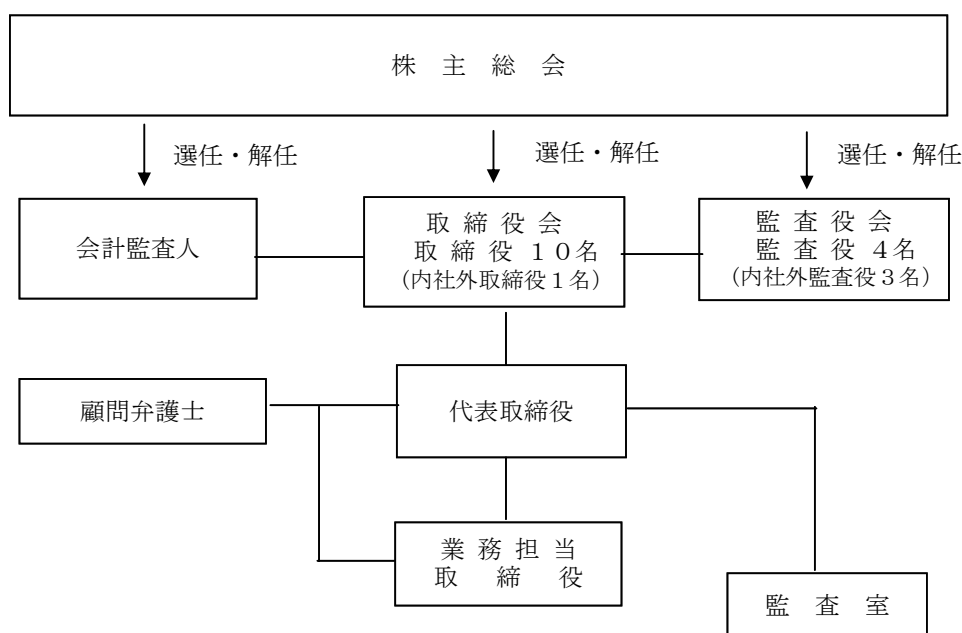 株主総会
選任・解任
選任・解任
選任・解任
会計監査人
取締役会
取締役１０名
(内社外取締役１名)
監査役会
監査役４名
(内社外監査役３名)
顧問弁護士
代表取締役
業務担当
取締役
監査室